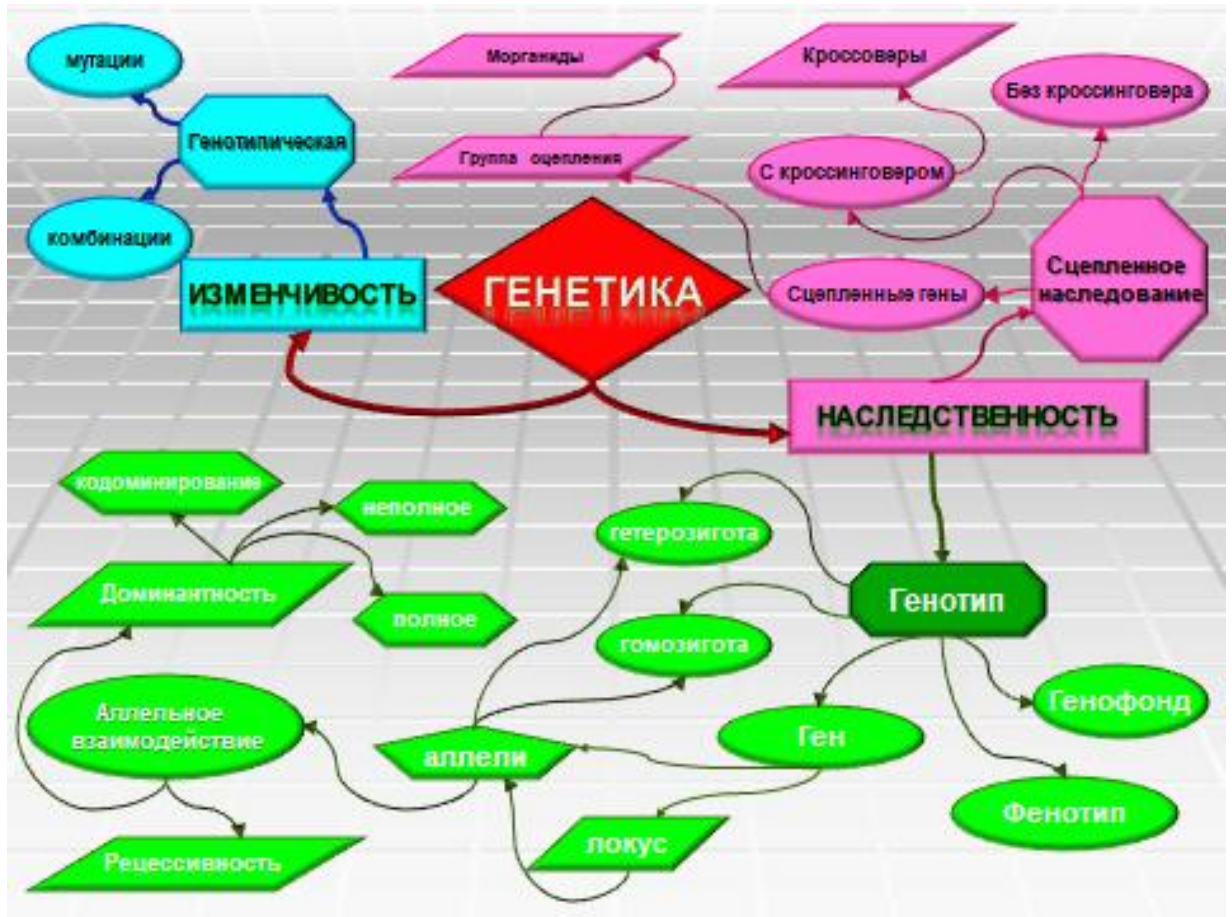 мутации
Морганиды
Кроссоверы
Без кроссинговера
Генотипическая
Группа оцепления
С кроссинговером
комбинации
ИЗМЕНЧИВОСТЬ
ГЕНЕТИКА
Сцепленные гены
Сцепленное
наследование
НАСЛЕДСТВЕННОСТЬ
кодоминирование
неполное
гетерозигота
Доминантность
полное
гомозигота
Генотип
Аллельное
взаимодействие
аллели
Ген
Генофонд
Фенотип
локус
Рецессивность